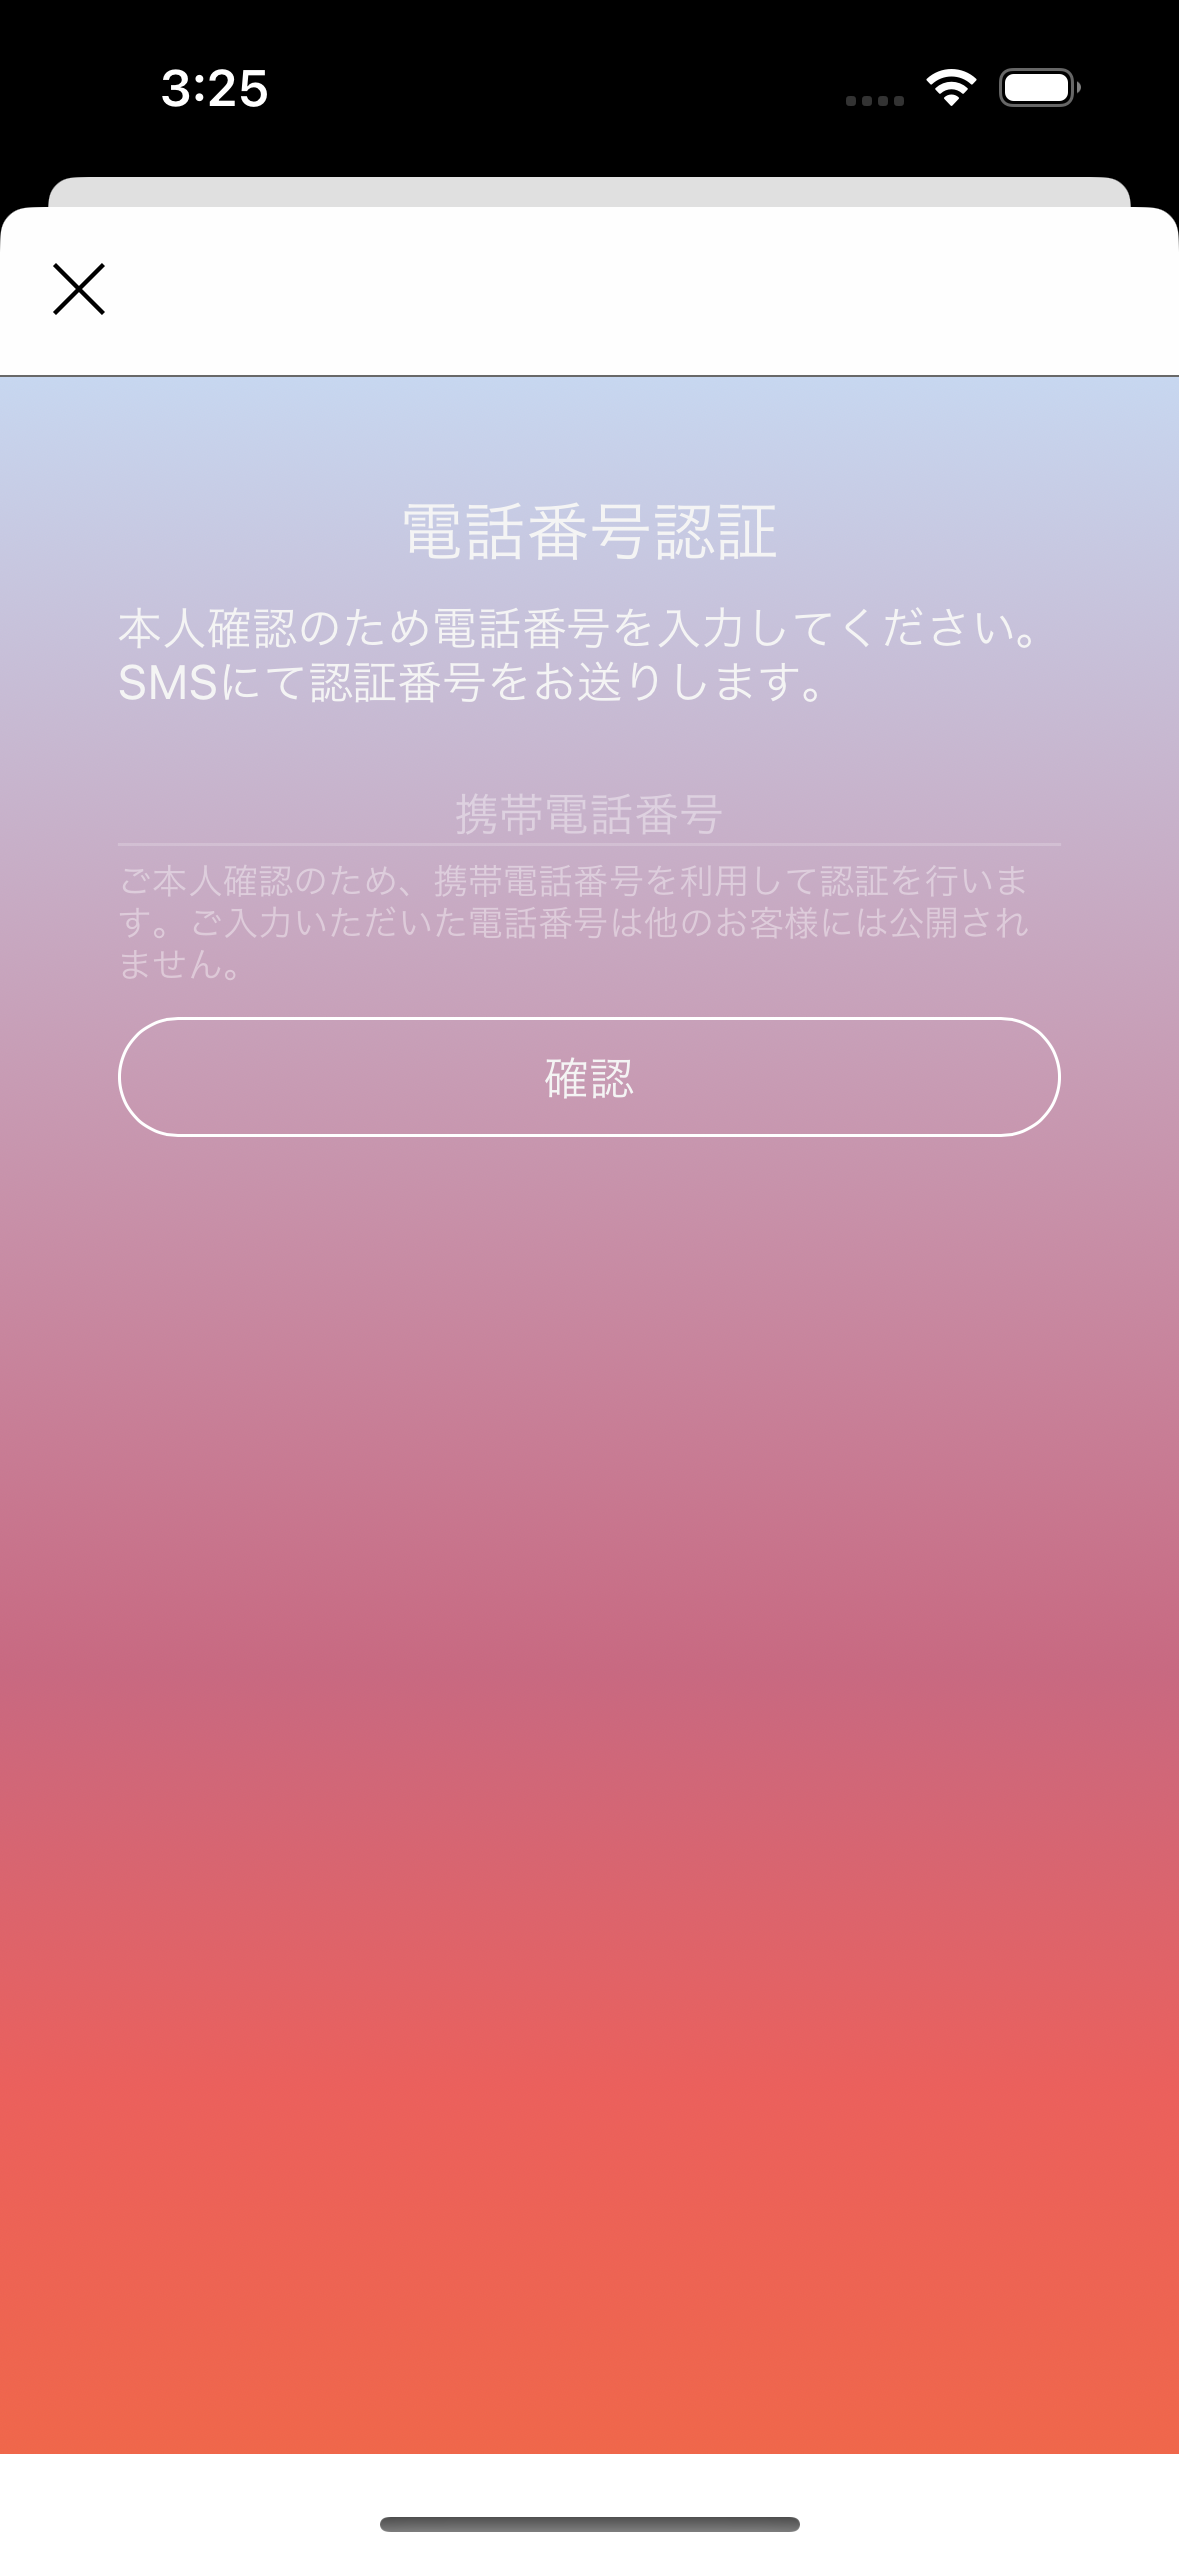 3:25
電話番号認証
本人確認のため電話番号を入力してください。
SMSにて認証番号をお送りします。
携帯電話番号
ご本人確認のため、携帯電話番号を利用して認証を行いま
す。ご入力いただいた電話番号は他のお客様には公開され
ません。
確認